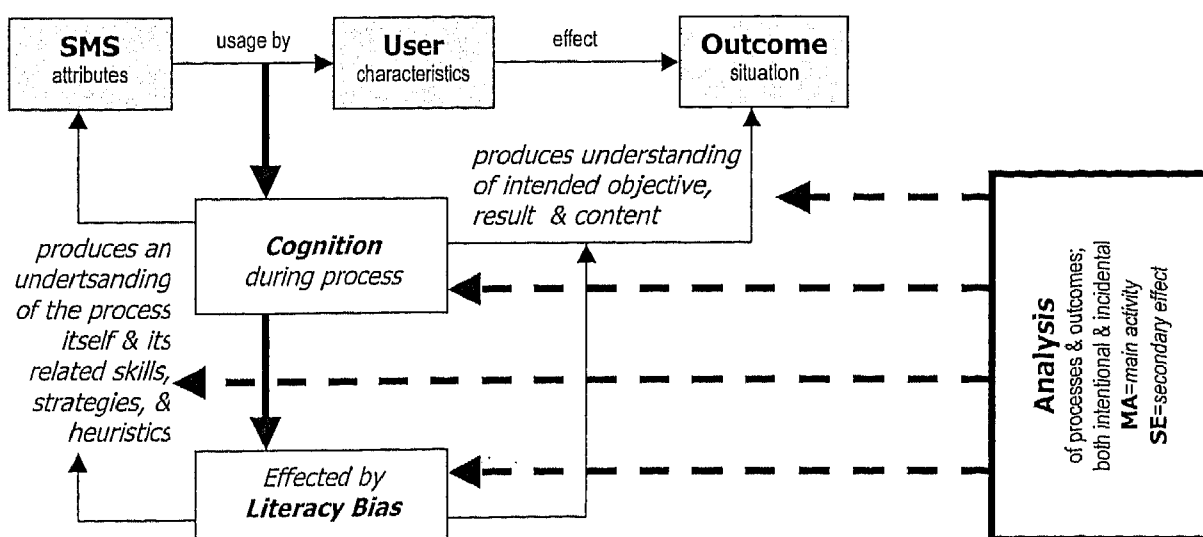 SMS
attributes
usage by
User
characteristics
effect
Outcome
situation
produces understanding
of intended objective,
result & content
Cognition
during process
produces an
undertsanding
of the process
itself & its
related skills,
strategies, &
heuristics
Effected by
Literacy Bias
Analysis
of processes & outcomes;
both intentional & incidental
MA=main activity
SE=secondary effect